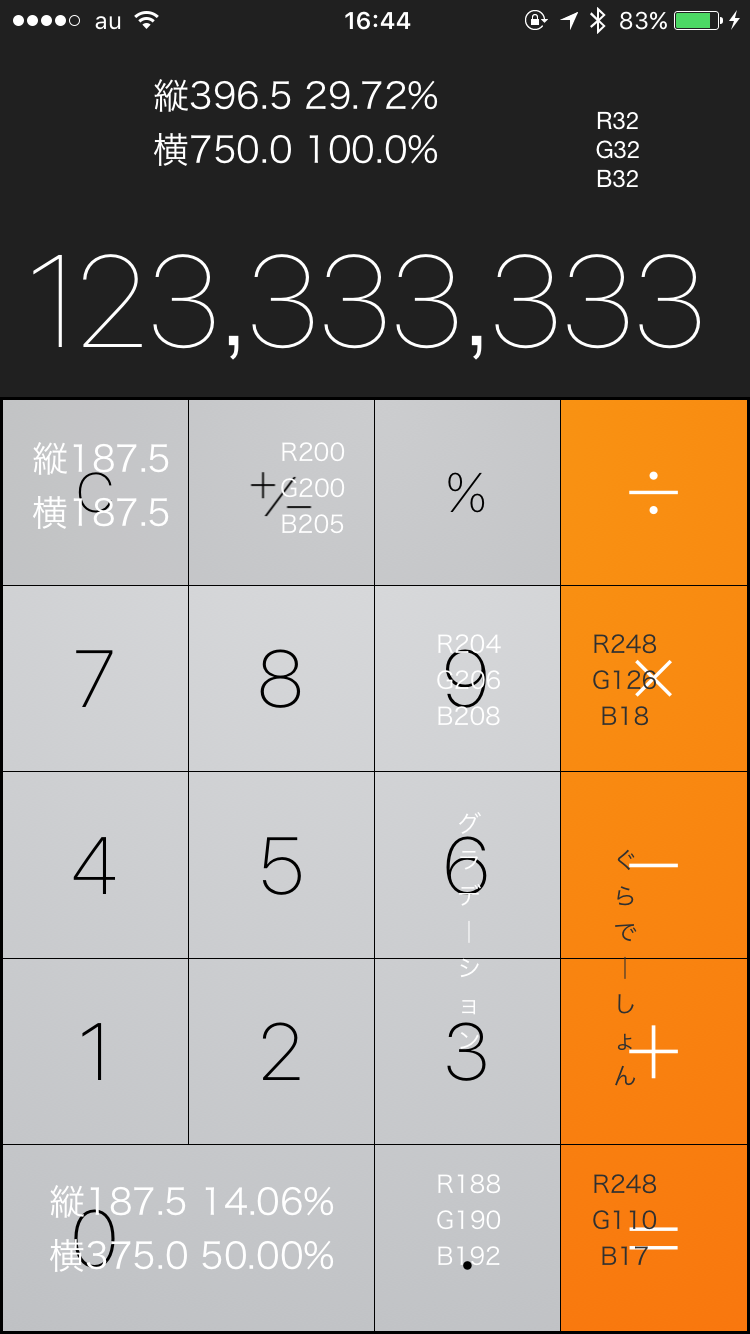 au 16:44 83%
縦396.5 29.72%
横750.0 100.0%
R32
G32
B32
123,333,333
縦187.5
横187.5
C
R200
G200
B205
+/−
%
÷
7
8
9
R204
G206
B208
×
R248
G126
B18
4
5
6
グラデーション
−
ぐらでーしょん
1
2
3
+
縦187.5 14.06%
横375.0 50.00%
0
R188
G190
B192
.
R248
G110
B17
=